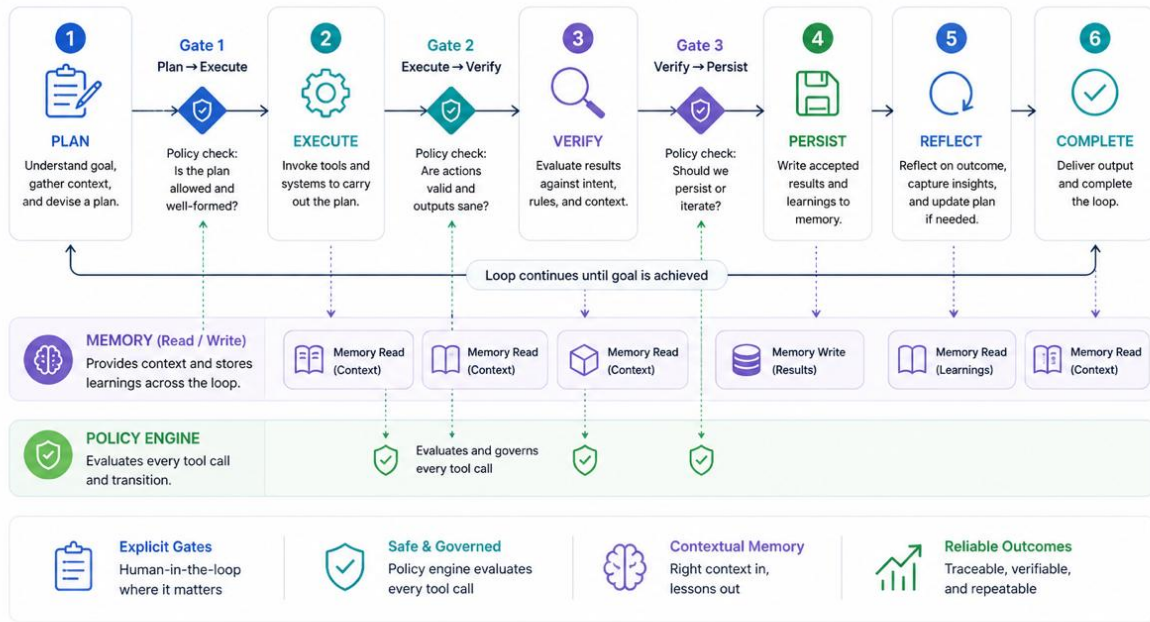 1
PLAN
Understand goal,
gather context,
and devise a plan.
Gate 1
Plan → Execute
Policy check:
Is the plan
allowed and
well-formed?
2
EXECUTE
Invoke tools and
systems to carry
out the plan.
Gate 2
Execute → Verify
Policy check:
Are actions
valid and
outputs sane?
3
VERIFY
Evaluate results
against intent,
rules, and context.
Gate 3
Verify → Persist
Policy check:
Should we
persist or
iterate?
4
PERSIST
Write accepted
results and
learnings to
memory.
5
REFLECT
Reflect on outcome,
capture insights,
and update plan
if needed.
6
COMPLETE
Deliver output
and complete
the loop.
Loop continues until goal is achieved
MEMORY (Read / Write)
Provides context and stores
learnings across the loop.
Memory Read
(Context)
Memory Read
(Context)
Memory Read
(Context)
Memory Write
(Results)
Memory Read
(Learnings)
Memory Read
(Context)
POLICY ENGINE
Evaluates every tool call
and transition.
Evaluates and governs
every tool call
Explicit Gates
Human-in-the-loop
where it matters
Safe & Governed
Policy engine evaluates
every tool call
Contextual Memory
Right context in,
lessons out
Reliable Outcomes
Traceable, verifiable,
and repeatable